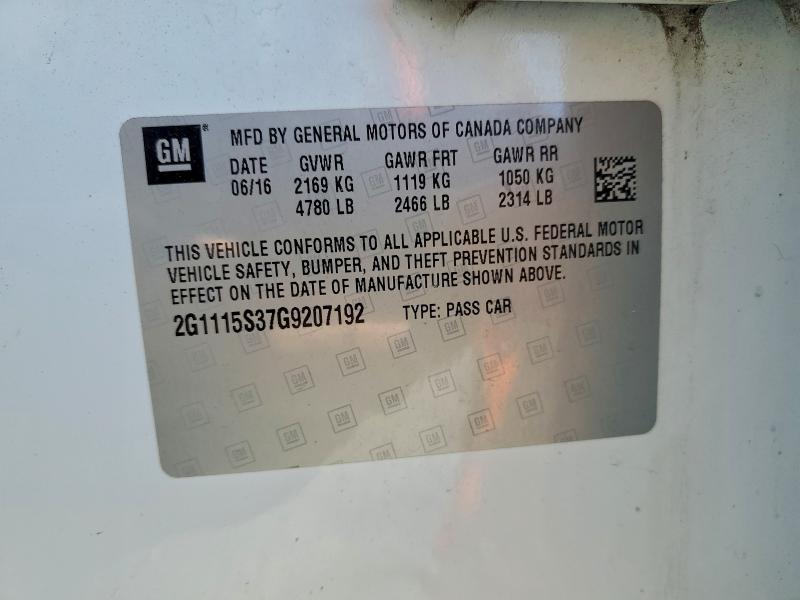 GM ® MFD BY GENERAL MOTORS OF CANADA COMPANY
DATE GVWR GAWR FRT GAWR RR
06/16 2169 KG 1119 KG 1050 KG
4780 LB 2466 LB 2314 LB
THIS VEHICLE CONFORMS TO ALL APPLICABLE U.S. FEDERAL MOTOR
VEHICLE SAFETY, BUMPER, AND THEFT PREVENTION STANDARDS IN
EFFECT ON THE DATE OF MANUFACTURE SHOWN ABOVE.
2G1115S37G9207192 TYPE: PASS CAR